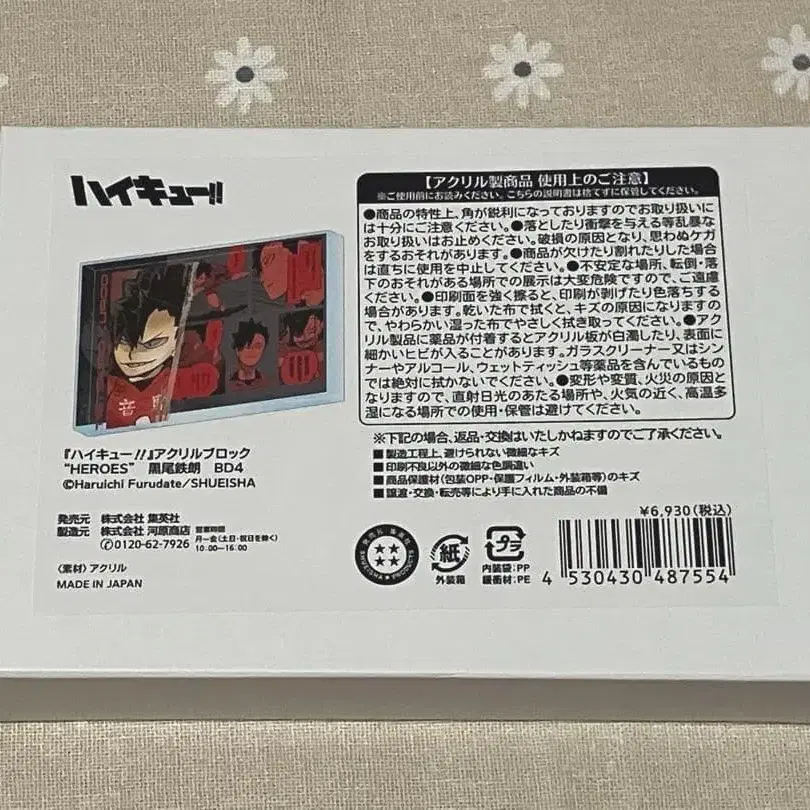 ハイキュー!!
『ハイキュー!!』アクリルブロック
"HEROES" 黒尾鉄朗 BD4
©Haruichi Furudate/SHUEISHA
発売元 株式会社 集英社
製造元 株式会社 河原商店 営業時間
✆0120-62-7926 月〜金(土・日・祝日を除く)
10:00〜16:00
〈素材〉アクリル
MADE IN JAPAN
【アクリル製商品 使用上のご注意】
※ご使用前にお読みください。こちらの説明書は捨てずに保管してください。
●商品の特性上、角が鋭利になっておりますのでお取り扱いに
は十分にご注意ください。●落としたり衝撃を与える等乱暴な
お取り扱いはお止めください。破損の原因となり、思わぬケガ
をするおそれがあります。●商品が欠けたり割れたりした場合
は直ちに使用を中止してください。●不安定な場所、転倒・落
下のおそれがある場所での展示は大変危険ですので、ご遠慮
ください。●印刷面を強く擦ると、印刷が剥げたり色落ちする
場合があります。乾いた布で拭くと、キズの原因になりますの
で、やわらかい湿った布でやさしく拭き取ってください。●アク
リル製品に薬品が付着するとアクリル板が白濁したり、表面に
細かいヒビが入ることがあります。ガラスクリーナー又はシン
ナーやアルコール、ウェットティッシュ等薬品を含んでいるもの
では絶対に拭かないでください。●変形や変質、火災の原因と
なりますので、直射日光のあたる場所や、火気の近く、高温多
湿になる場所での使用・保管は避けてください。
※下記の場合、返品・交換はいたしかねますのでご了承ください。
■製造工程上、避けられない微細なキズ
■印刷不良以外の微細な色調違い
■商品保護材(包装OPP・保護フィルム・外装箱等)のキズ
■譲渡・交換・転売等により手に入れた商品の不備
¥6,930(税込)
紙
外装箱
プラ
内装袋:PP
緩衝材:PE
4 530430 487554
音